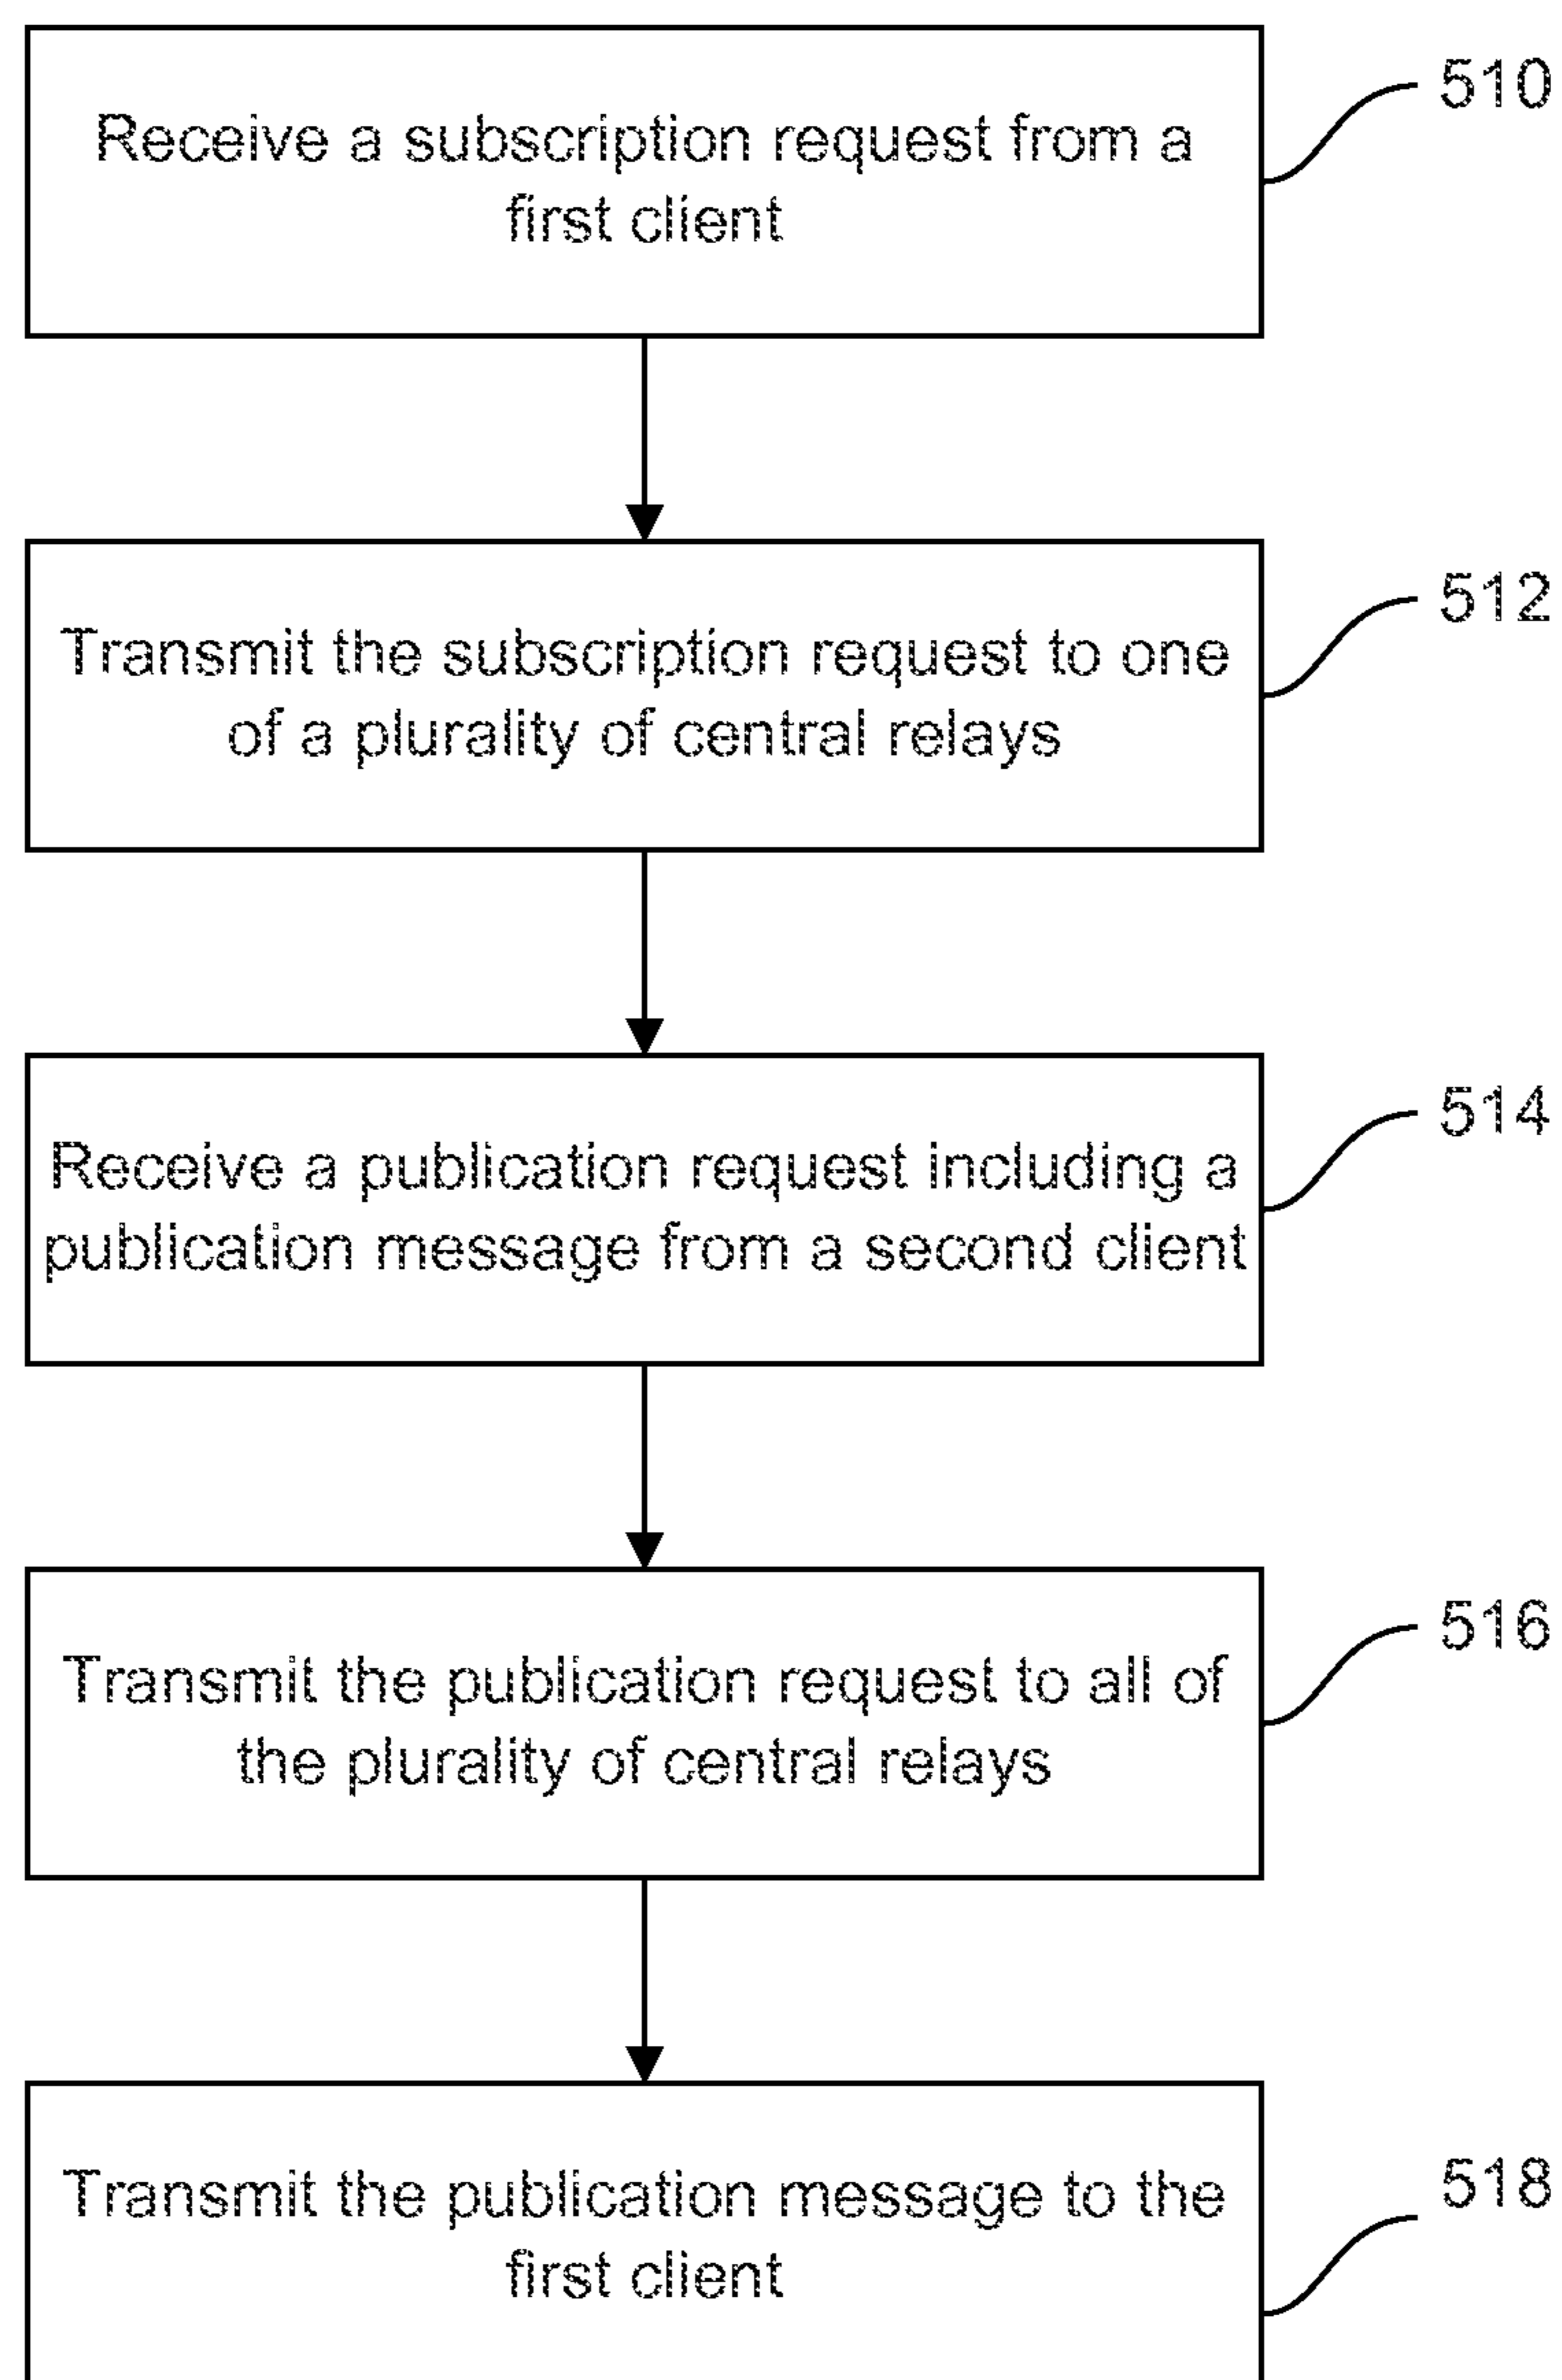 Receive a subscription request from a
first client
510
Transmit the subscription request to one
of a plurality of central relays
512
Receive a publication request including a
publication message from a second client
514
Transmit the publication request to all of
the plurality of central relays
516
Transmit the publication message to the
first client
518